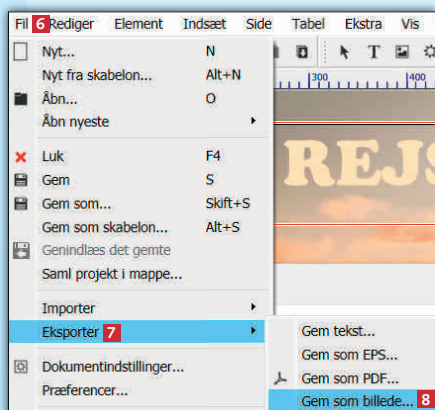 Fil 6 Rediger Element Indsæt Side Tabel Ekstra Vis
Nyt... N
Nyt fra skabelon... Alt+N
Åbn... O
Åbn nyeste
Luk F4
Gem S
Gem som... Skift+S
Gem som skabelon... Alt+S
Genindlæs det gemte
Saml projekt i mappe...
Importer
Eksporter 7
Dokumentindstillinger...
Præferencer...
Gem tekst...
Gem som EPS...
Gem som PDF...
Gem som billede... 8
300 400
REJS